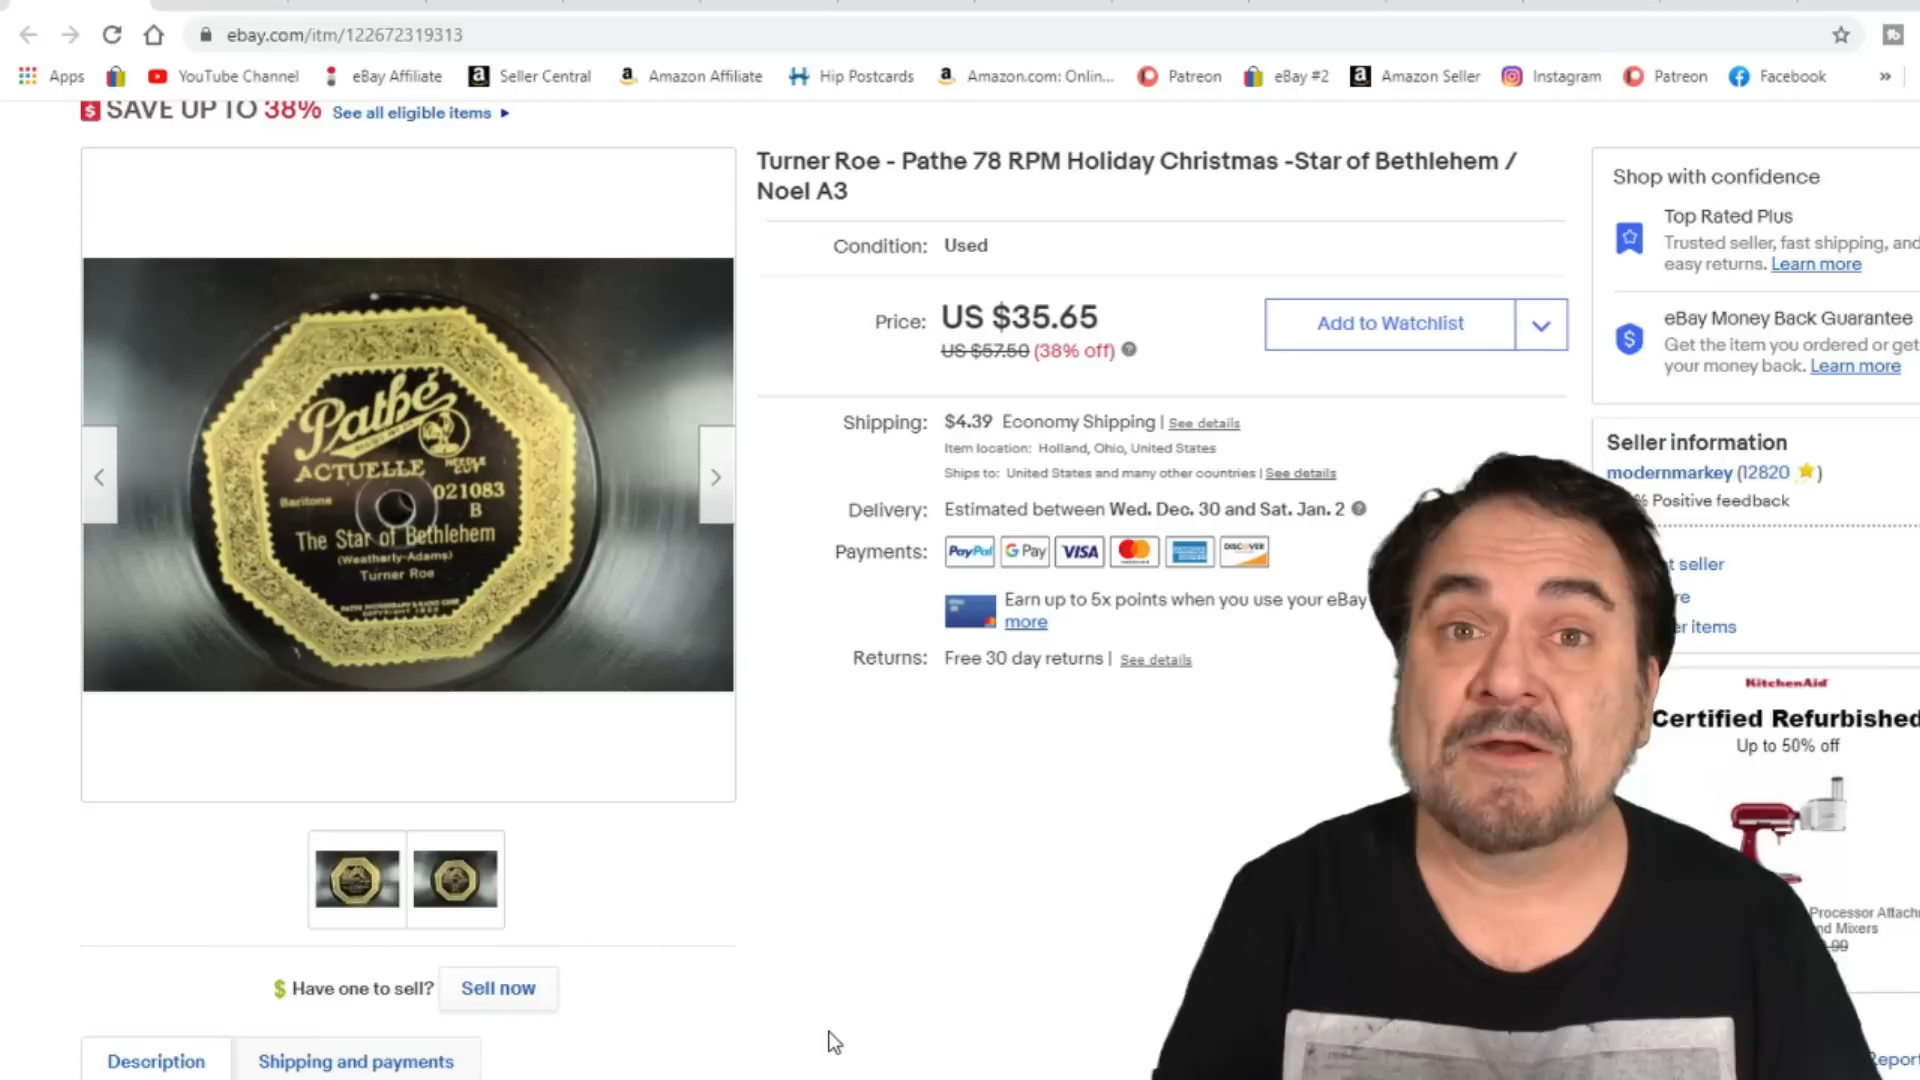 ebay.com/itm/122672319313
Apps YouTube Channel eBay Affiliate Seller Central Amazon Affiliate Hip Postcards Amazon.com: Onlin... Patreon eBay #2 Amazon Seller Instagram Patreon Facebook »
SAVE UP TO 38% See all eligible items
Turner Roe - Pathe 78 RPM Holiday Christmas -Star of Bethlehem /
Noel A3
Condition: Used
Price: US $35.65
US $57.50 (38% off)
Add to Watchlist
Shipping: $4.39 Economy Shipping | See details
Item location: Holland, Ohio, United States
Ships to: United States and many other countries | See details
Delivery: Estimated between Wed. Dec. 30 and Sat. Jan. 2
Payments: PayPal G Pay VISA DISCOVER
Earn up to 5x points when you use your eBay
more
Returns: Free 30 day returns | See details
Pathé
ACTUELLE
NEEDLE
CUT
Baritone
021083
B
The Star of Bethlehem
(Weatherly-Adams)
Turner Roe
Have one to sell? Sell now
Description Shipping and payments
Shop with confidence
Top Rated Plus
Trusted seller, fast shipping, and
easy returns. Learn more
eBay Money Back Guarantee
Get the item you ordered or get
your money back. Learn more
Seller information
modernmarkey (12820 )
% Positive feedback
t seller
re
er items
KitchenAid
Certified Refurbished
Up to 50% off
Processor Attach
nd Mixers
.99
Report